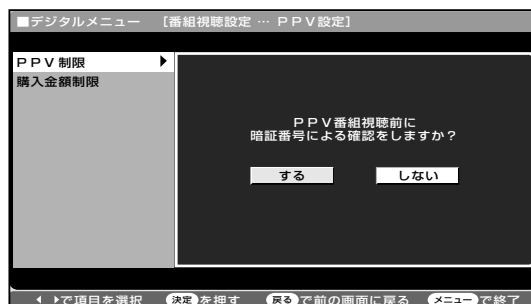 ■デジタルメニュー ［番組視聴設定 … ＰＰＶ設定］
ＰＰＶ制限
購入金額制限
ＰＰＶ番組視聴前に
暗証番号による確認をしますか？
する しない
で項目を選択 決定を押す 戻るで前の画面に戻る メニューで終了